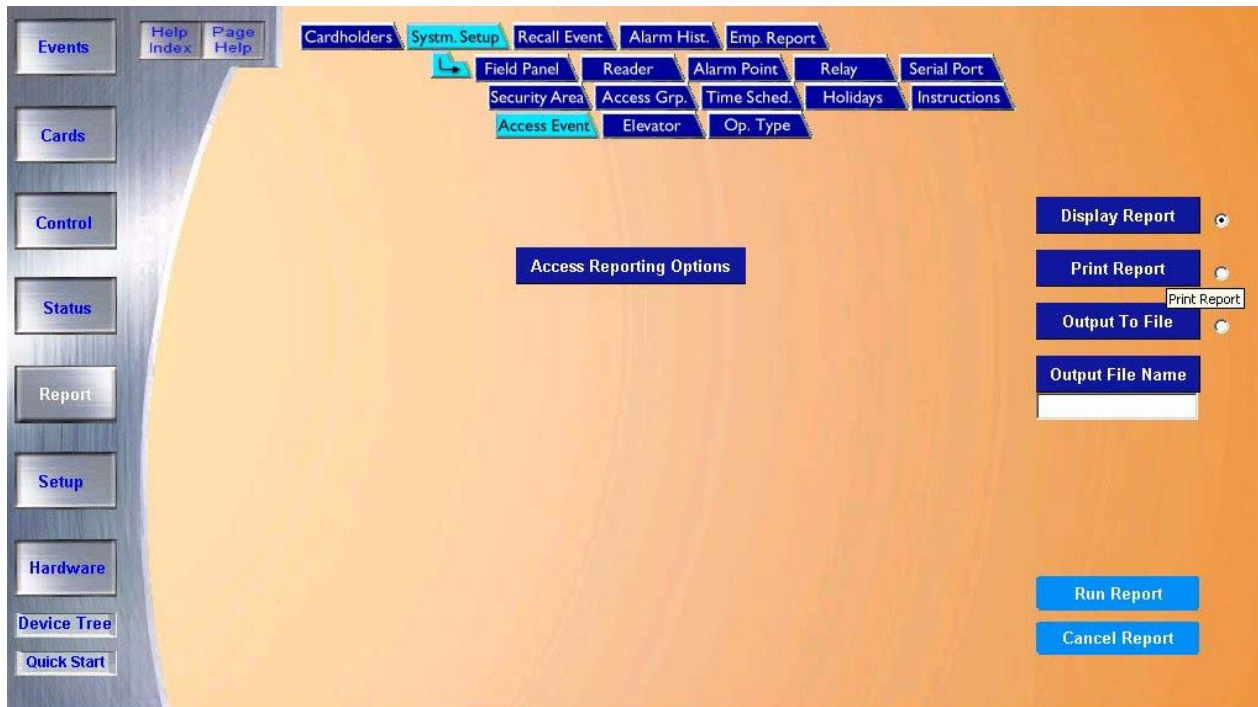 Events
Help Index
Page Help
Cardholders
Systm. Setup
Recall Event
Alarm Hist.
Emp. Report
Field Panel
Reader
Alarm Point
Relay
Serial Port
Security Area
Access Grp.
Time Sched.
Holidays
Instructions
Access Event
Elevator
Op. Type
Cards
Control
Status
Report
Setup
Hardware
Device Tree
Quick Start
Access Reporting Options
Display Report
Print Report
Print Report
Output To File
Output File Name
Run Report
Cancel Report